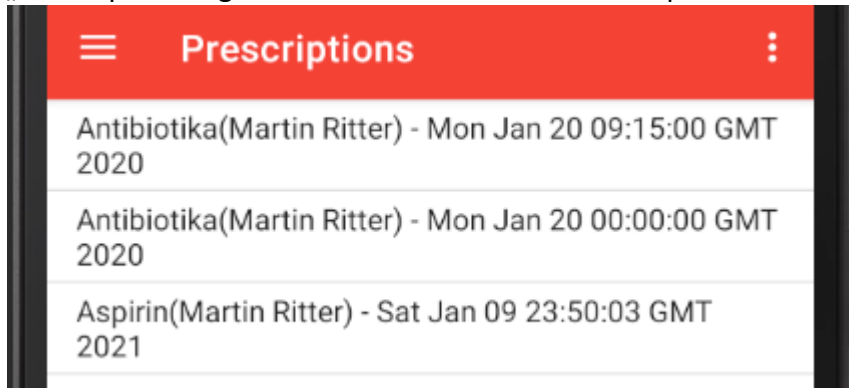 Prescriptions
Antibiotika(Martin Ritter) - Mon Jan 20 09:15:00 GMT
2020
Antibiotika(Martin Ritter) - Mon Jan 20 00:00:00 GMT
2020
Aspirin(Martin Ritter) - Sat Jan 09 23:50:03 GMT
2021